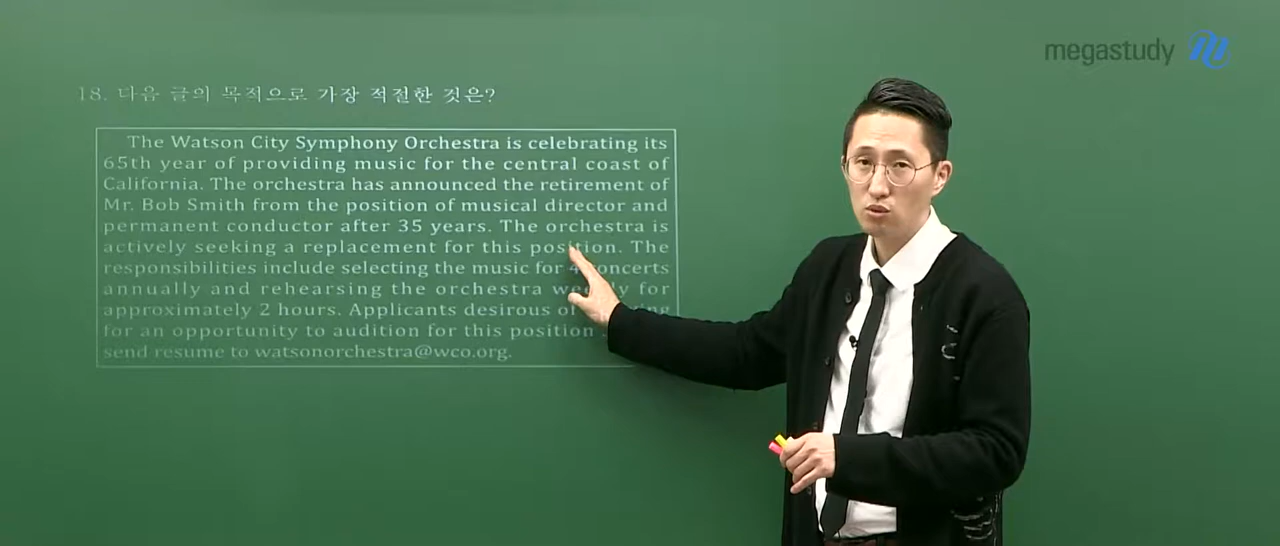 megastudy
18. 다음 글의 목적으로 가장 적절한 것은?
The Watson City Symphony Orchestra is celebrating its
65th year of providing music for the central coast of
California. The orchestra has announced the retirement of
Mr. Bob Smith from the position of musical director and
permanent conductor after 35 years. The orchestra is
actively seeking a replacement for this position. The
responsibilities include selecting the music for 4 concerts
annually and rehearsing the orchestra weekly for
approximately 2 hours. Applicants desirous of
for an opportunity to audition for this position
send resume to watsonorchestra@wco.org.